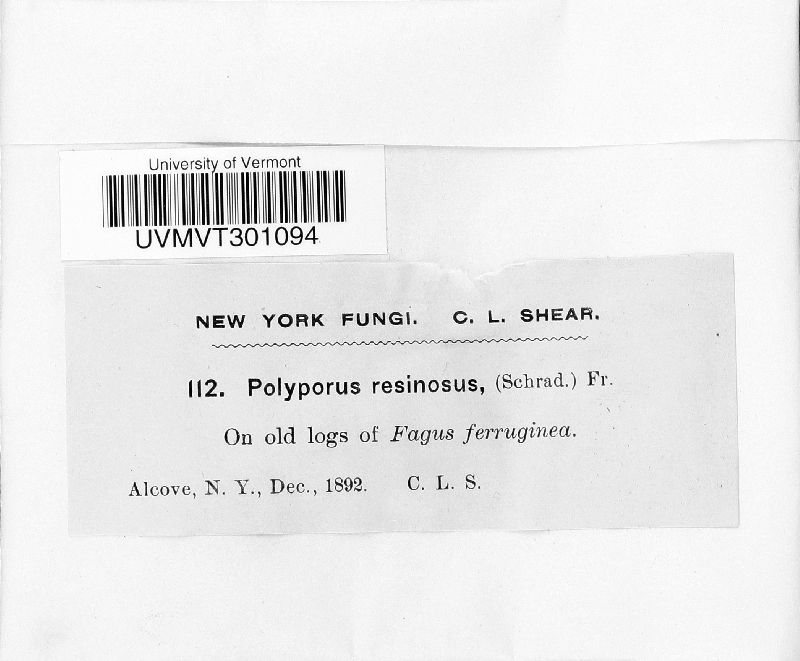 University of Vermont
UVMVT301094
NEW YORK FUNGI. C. L. SHEAR.
112. Polyporus resinosus, (Schrad.) Fr.
On old logs of Fagus ferruginea.
Alcove, N. Y., Dec., 1892. C. L. S.